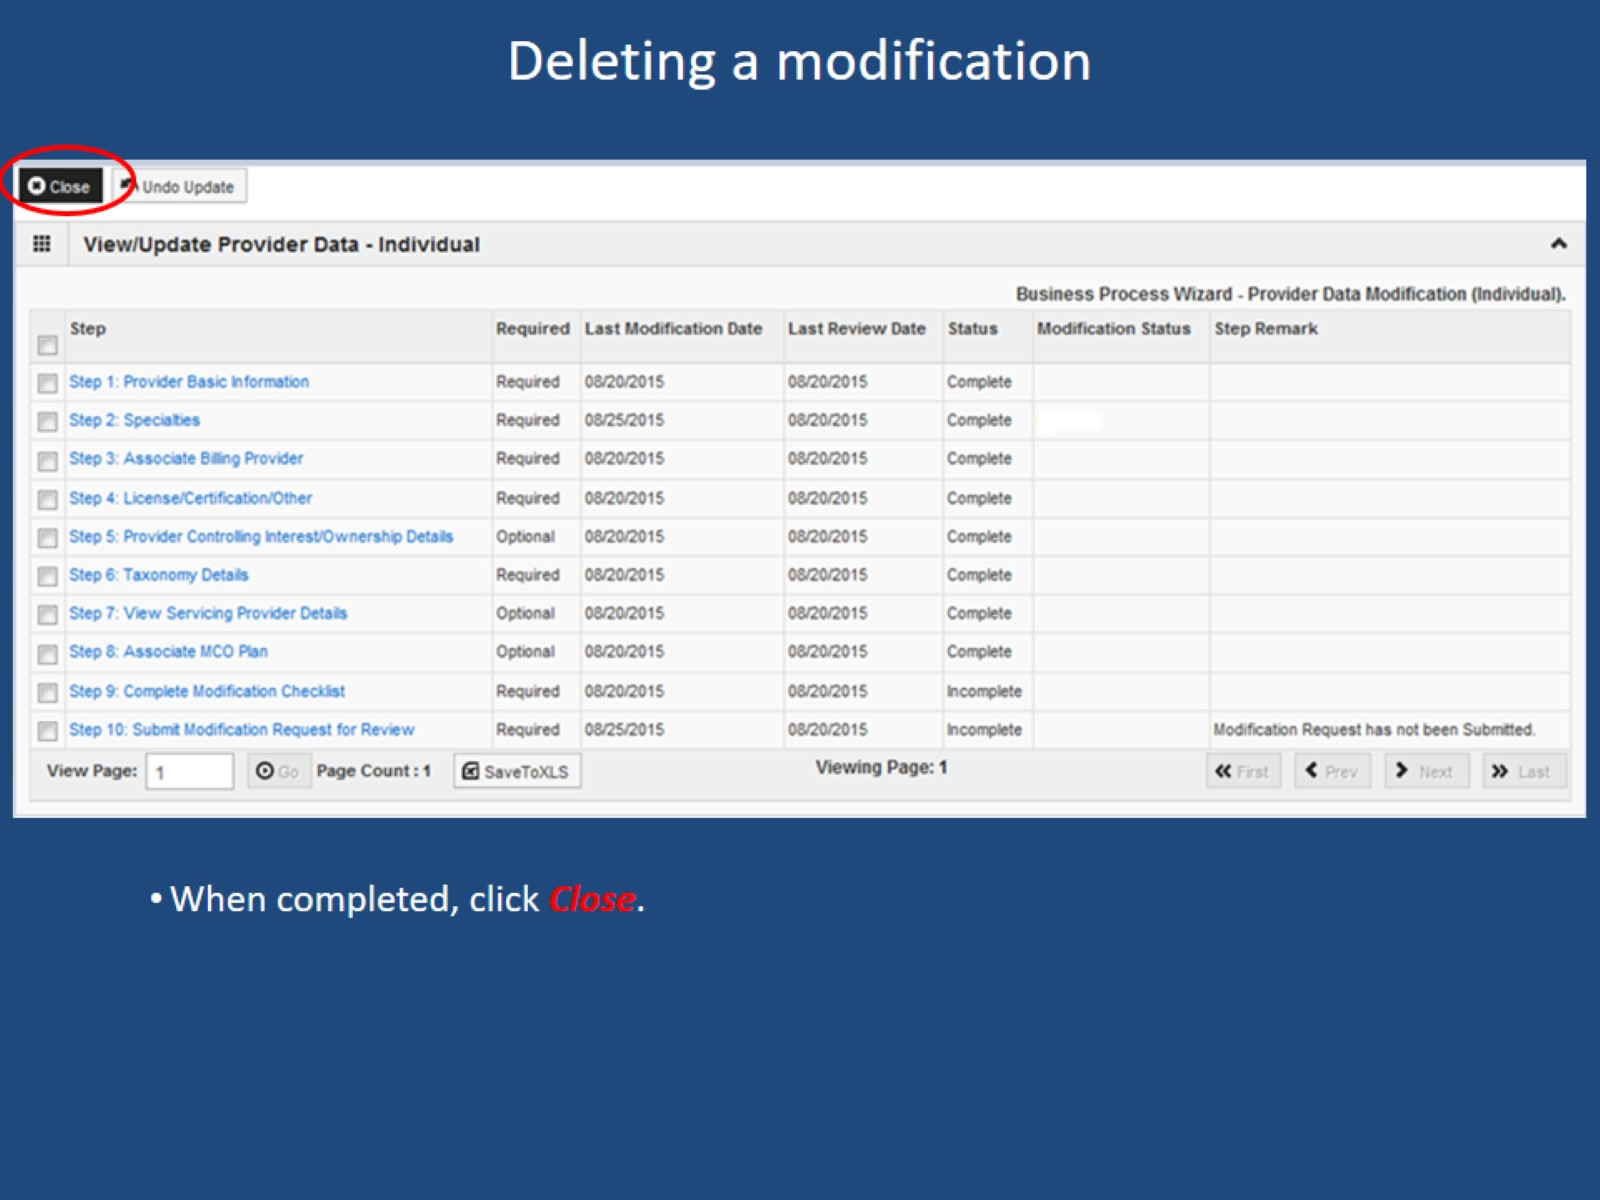 Deleting a modification
Close Undo Update
View/Update Provider Data - Individual
Business Process Wizard - Provider Data Modification (Individual).
Step Required Last Modification Date Last Review Date Status Modification Status Step Remark
Step 1: Provider Basic Information Required 08/20/2015 08/20/2015 Complete
Step 2: Specialties Required 08/25/2015 08/20/2015 Complete
Step 3: Associate Billing Provider Required 08/20/2015 08/20/2015 Complete
Step 4: License/Certification/Other Required 08/20/2015 08/20/2015 Complete
Step 5: Provider Controlling Interest/Ownership Details Optional 08/20/2015 08/20/2015 Complete
Step 6: Taxonomy Details Required 08/20/2015 08/20/2015 Complete
Step 7: View Servicing Provider Details Optional 08/20/2015 08/20/2015 Complete
Step 8: Associate MCO Plan Optional 08/20/2015 08/20/2015 Complete
Step 9: Complete Modification Checklist Required 08/20/2015 08/20/2015 Incomplete
Step 10: Submit Modification Request for Review Required 08/25/2015 08/20/2015 Incomplete Modification Request has not been Submitted.
View Page: 1 Go Page Count : 1 SaveToXLS Viewing Page: 1 First Prev Next Last
• When completed, click Close.